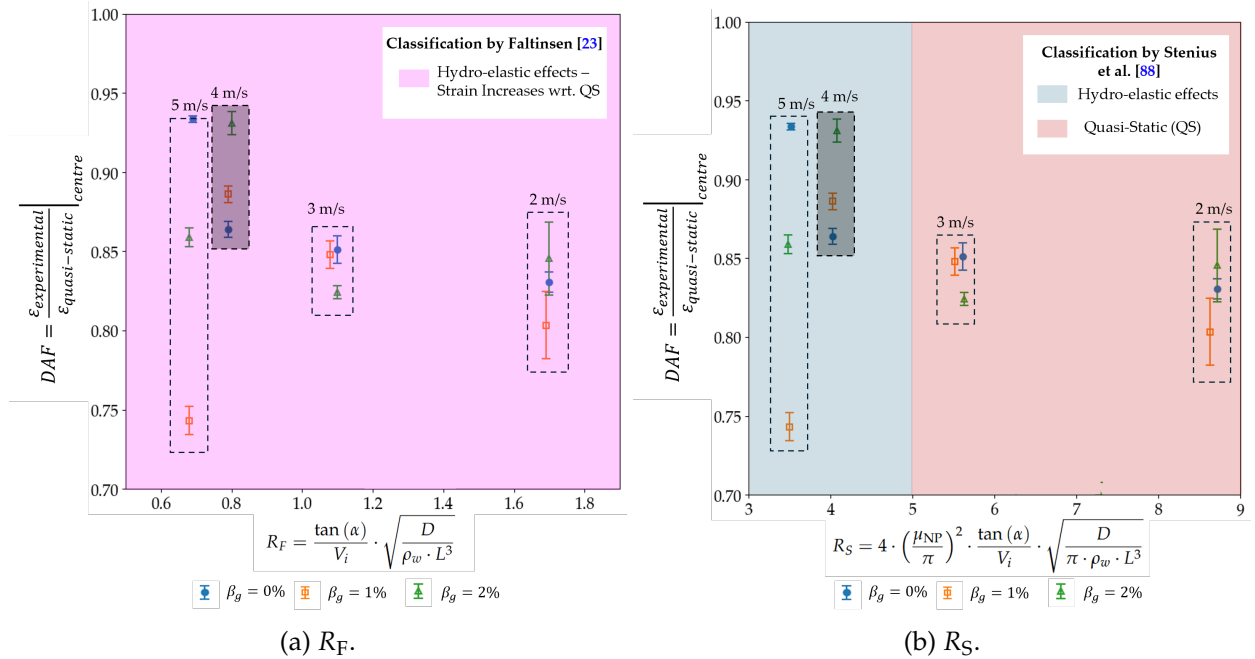 1.00
0.95
0.90
0.85
0.80
0.75
0.70
0.6 0.8 1.0 1.2 1.4 1.6 1.8
DAF = ε_experimental / ε_quasi−static |centre
Classification by Faltinsen [23]
Hydro-elastic effects –
Strain Increases wrt. QS
5 m/s
4 m/s
3 m/s
2 m/s
R_F = tan (α) / V_i · √(D / (ρ_w · L³))
β_g = 0% β_g = 1% β_g = 2%
(a) R_F.
1.00
0.95
0.90
0.85
0.80
0.75
0.70
3 4 5 6 7 8 9
DAF = ε_experimental / ε_quasi−static |centre
Classification by Stenius
et al. [88]
Hydro-elastic effects
Quasi-Static (QS)
5 m/s
4 m/s
3 m/s
2 m/s
R_S = 4 · (μ_NP / π)² · tan (α) / V_i · √(D / (π · ρ_w · L³))
β_g = 0% β_g = 1% β_g = 2%
(b) R_S.